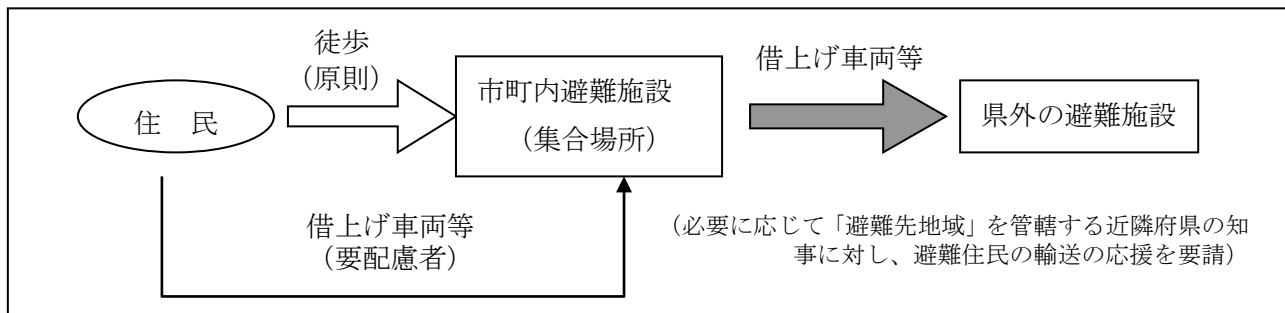 徒歩
（原則）
住　民
市町内避難施設
（集合場所）
借上げ車両等
県外の避難施設
借上げ車両等
（要配慮者）
（必要に応じて「避難先地域」を管轄する近隣府県の知
事に対し、避難住民の輸送の応援を要請）